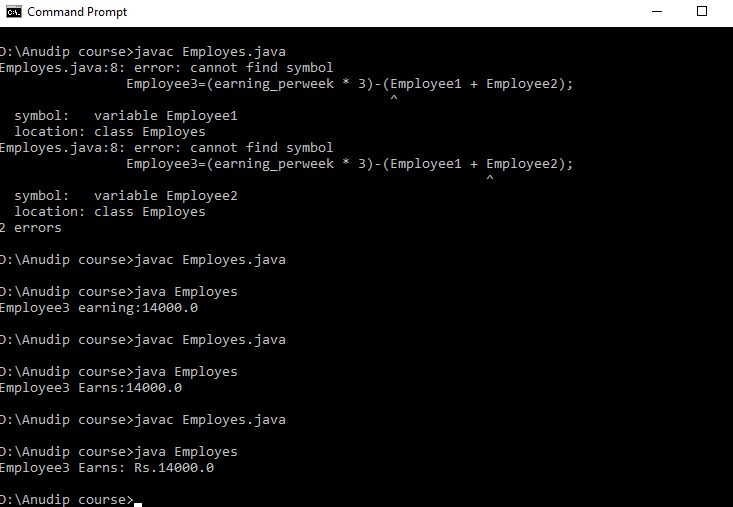 Command Prompt
D:\Anudip course>javac Employes.java
Employes.java:8: error: cannot find symbol
                Employee3=(earning_perweek * 3)-(Employee1 + Employee2);
                                                 ^
  symbol:   variable Employee1
  location: class Employes
Employes.java:8: error: cannot find symbol
                Employee3=(earning_perweek * 3)-(Employee1 + Employee2);
                                                             ^
  symbol:   variable Employee2
  location: class Employes
2 errors
D:\Anudip course>javac Employes.java
D:\Anudip course>java Employes
Employee3 earning:14000.0
D:\Anudip course>javac Employes.java
D:\Anudip course>java Employes
Employee3 Earns:14000.0
D:\Anudip course>javac Employes.java
D:\Anudip course>java Employes
Employee3 Earns: Rs.14000.0
D:\Anudip course>